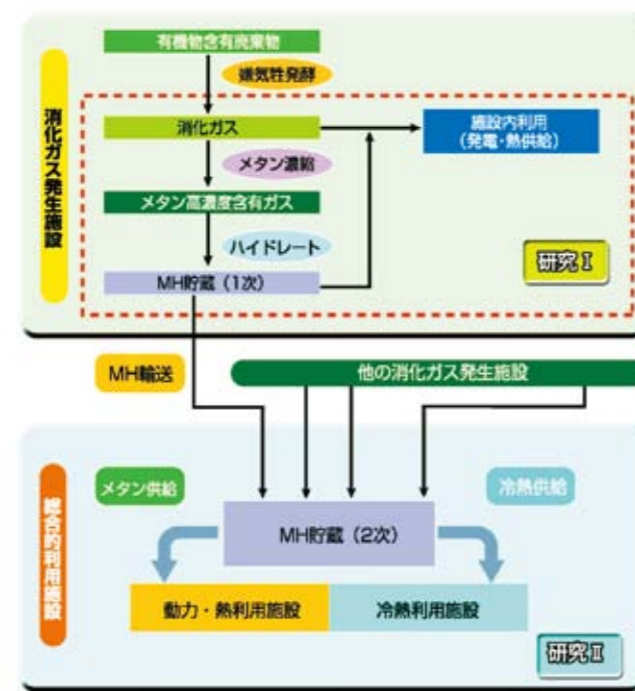 有機物含有廃棄物
嫌気性発酵
消化ガス発生施設
消化ガス
施設内利用
(発電・熱供給)
メタン濃縮
メタン高濃度含有ガス
ハイドレート
研究Ⅰ
MH貯蔵（1次）
MH輸送
他の消化ガス発生施設
総合的利用施設
メタン供給
冷熱供給
MH貯蔵（2次）
動力・熱利用施設
冷熱利用施設
研究Ⅱ